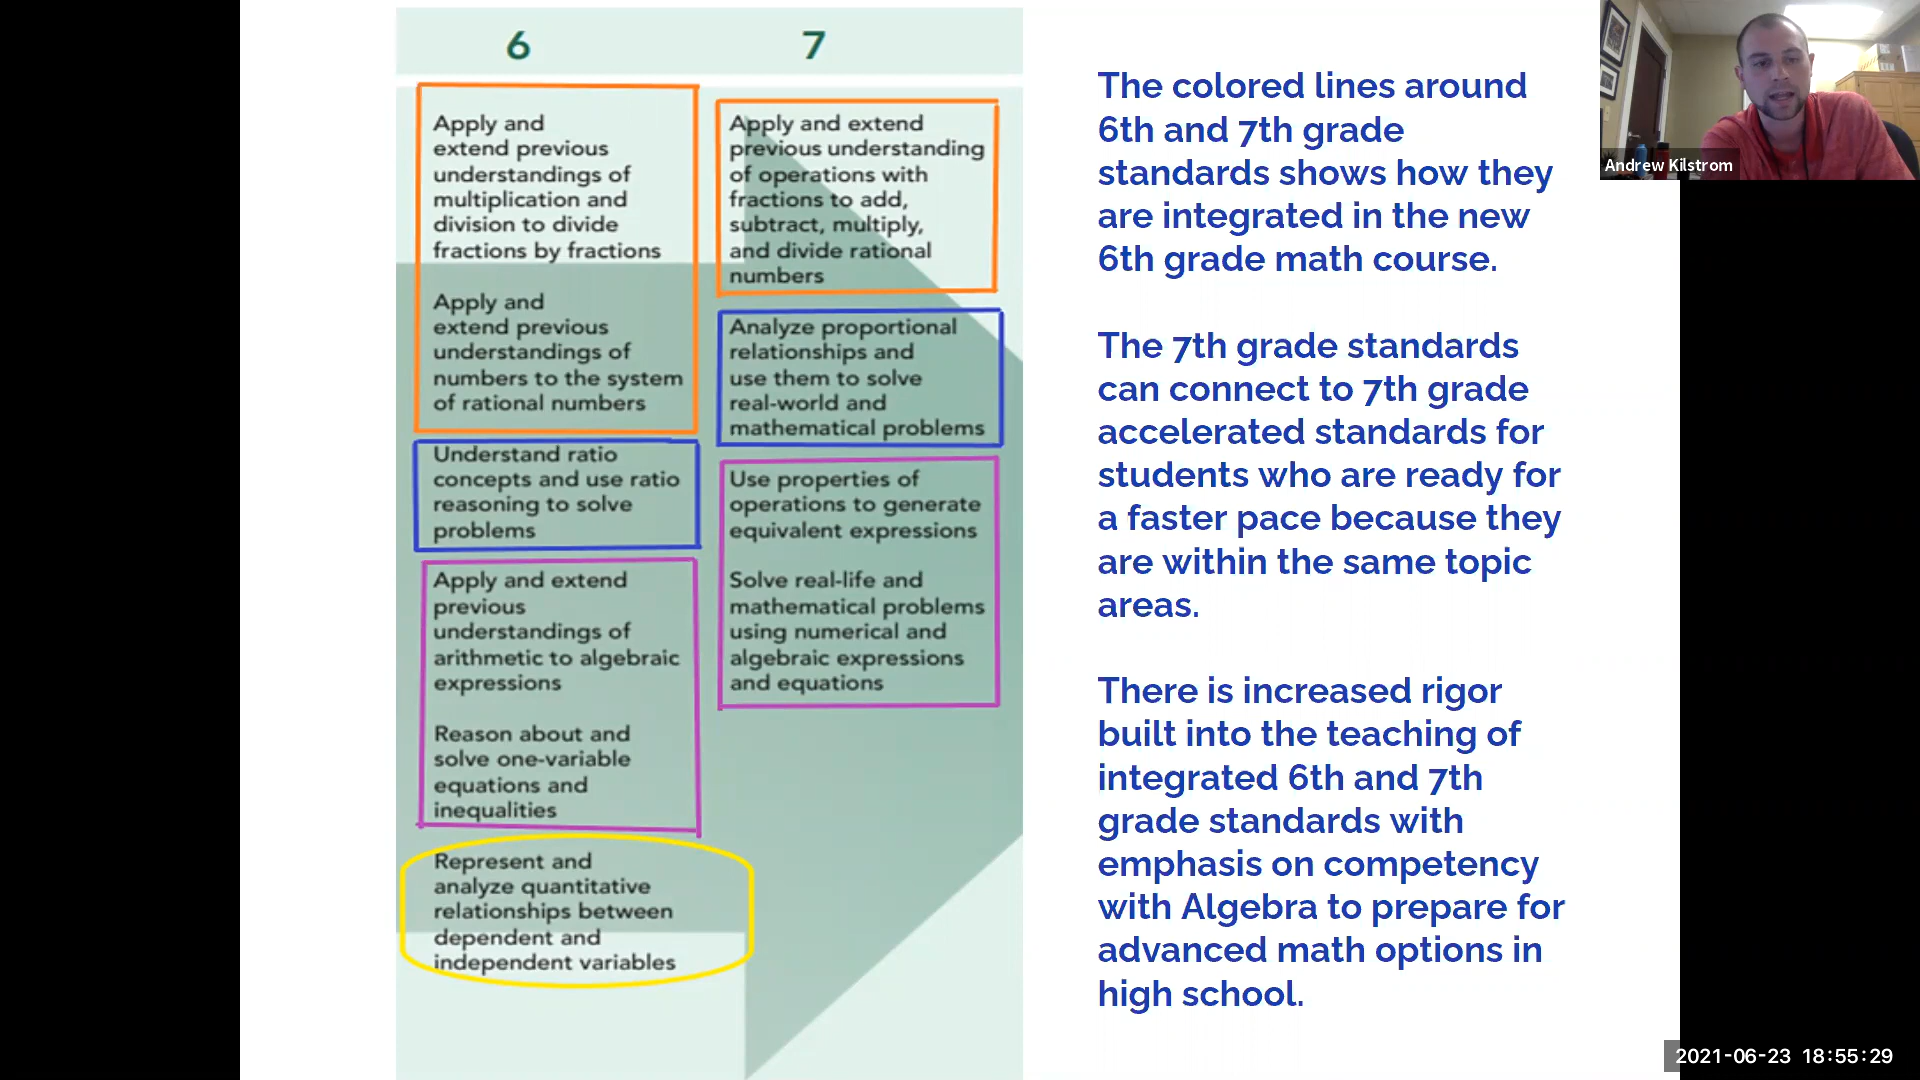 6
7
Apply and
extend previous
understandings of
multiplication and
division to divide
fractions by fractions
Apply and
extend previous
understandings of
numbers to the system
of rational numbers
Understand ratio
concepts and use ratio
reasoning to solve
problems
Apply and extend
previous
understandings of
arithmetic to algebraic
expressions
Reason about and
solve one-variable
equations and
inequalities
Represent and
analyze quantitative
relationships between
dependent and
independent variables
Apply and extend
previous understanding
of operations with
fractions to add,
subtract, multiply,
and divide rational
numbers
Analyze proportional
relationships and
use them to solve
real-world and
mathematical problems
Use properties of
operations to generate
equivalent expressions
Solve real-life and
mathematical problems
using numerical and
algebraic expressions
and equations
The colored lines around
6th and 7th grade
standards shows how they
are integrated in the new
6th grade math course.
The 7th grade standards
can connect to 7th grade
accelerated standards for
students who are ready for
a faster pace because they
are within the same topic
areas.
There is increased rigor
built into the teaching of
integrated 6th and 7th
grade standards with
emphasis on competency
with Algebra to prepare for
advanced math options in
high school.
Andrew Kilstrom
2021-06-23 18:55:29